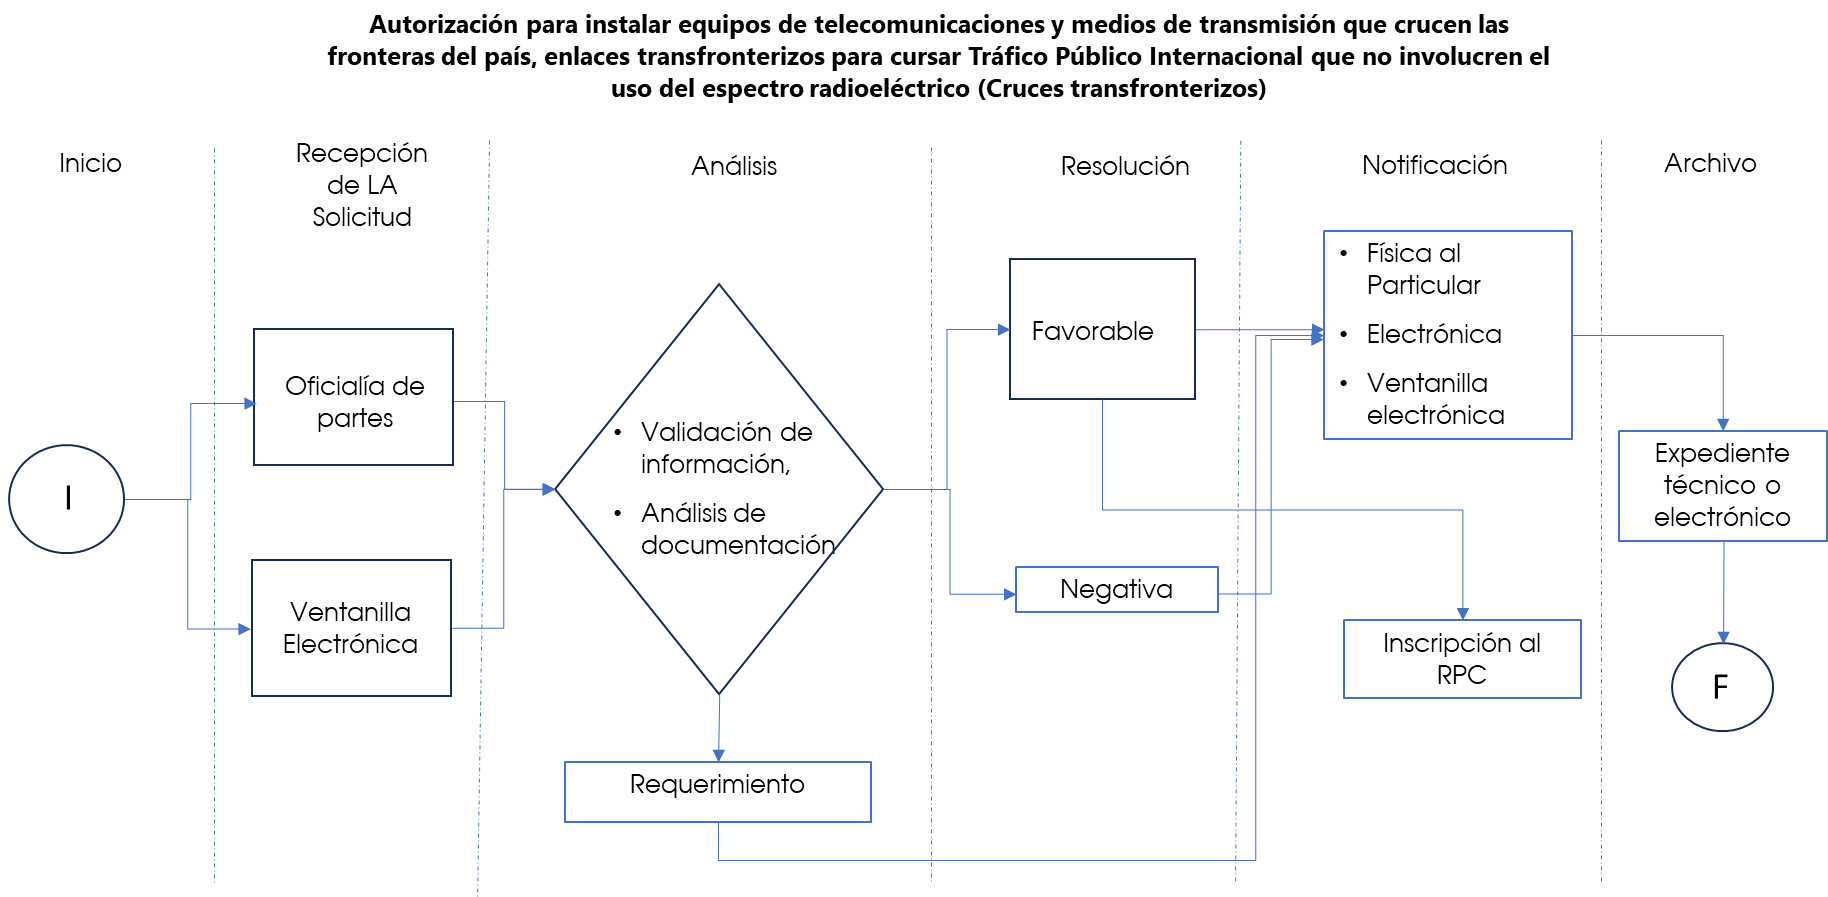 Autorización para instalar equipos de telecomunicaciones y medios de transmisión que crucen las
fronteras del país, enlaces transfronterizos para cursar Tráfico Público Internacional que no involucren el
uso del espectro radioeléctrico (Cruces transfronterizos)
Inicio
Recepción
de LA
Solicitud
Análisis
Resolución
Notificación
Archivo
I
Oficialía de
partes
Ventanilla
Electrónica
• Validación de
información,
• Análisis de
documentación
Requerimiento
Favorable
Negativa
• Física al
Particular
• Electrónica
• Ventanilla
electrónica
Inscripción al
RPC
Expediente
técnico o
electrónico
F